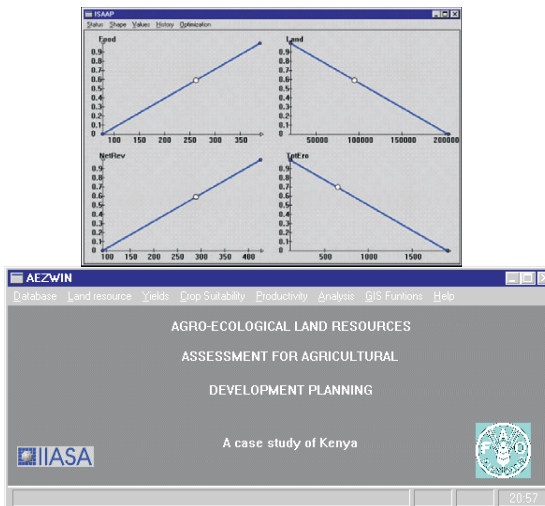 ISAAP
Status Shape Values History Optimization
Food
0.9
0.8
0.7
0.6
0.5
0.4
0.3
0.2
0.1
0
100 150 200 250 300 350
Land
0.9
0.8
0.7
0.6
0.5
0.4
0.3
0.2
0.1
0
50000 100000 150000 200000
NetRev
0.9
0.8
0.7
0.6
0.5
0.4
0.3
0.2
0.1
0
100 150 200 250 300 350 400
TotEro
0.9
0.8
0.7
0.6
0.5
0.4
0.3
0.2
0.1
0
500 1000 1500
AEZWIN
Database Land resource Yields Crop Suitability Productivity Analysis GIS Funtions Help
AGRO-ECOLOGICAL LAND RESOURCES
ASSESSMENT FOR AGRICULTURAL
DEVELOPMENT PLANNING
A case study of Kenya
IIASA
FAO
20:57